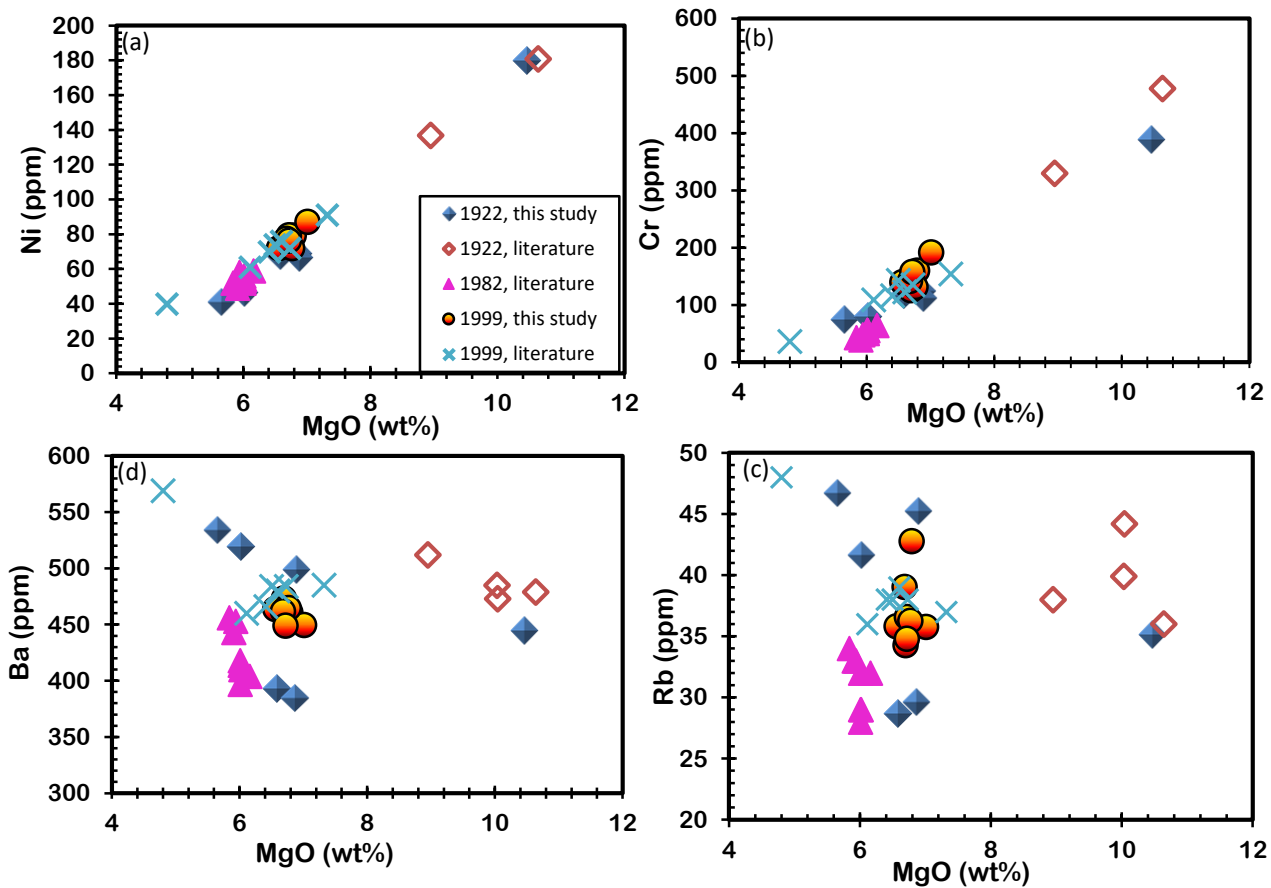 (a)
Ni (ppm)
200
180
160
140
120
100
80
60
40
20
0
4 6 8 10 12
MgO (wt%)
1922, this study
1922, literature
1982, literature
1999, this study
1999, literature
(b)
Cr (ppm)
600
500
400
300
200
100
0
4 6 8 10 12
MgO (wt%)
(d)
Ba (ppm)
600
550
500
450
400
350
300
4 6 8 10 12
MgO (wt%)
(c)
Rb (ppm)
50
45
40
35
30
25
20
4 6 8 10 12
MgO (wt%)